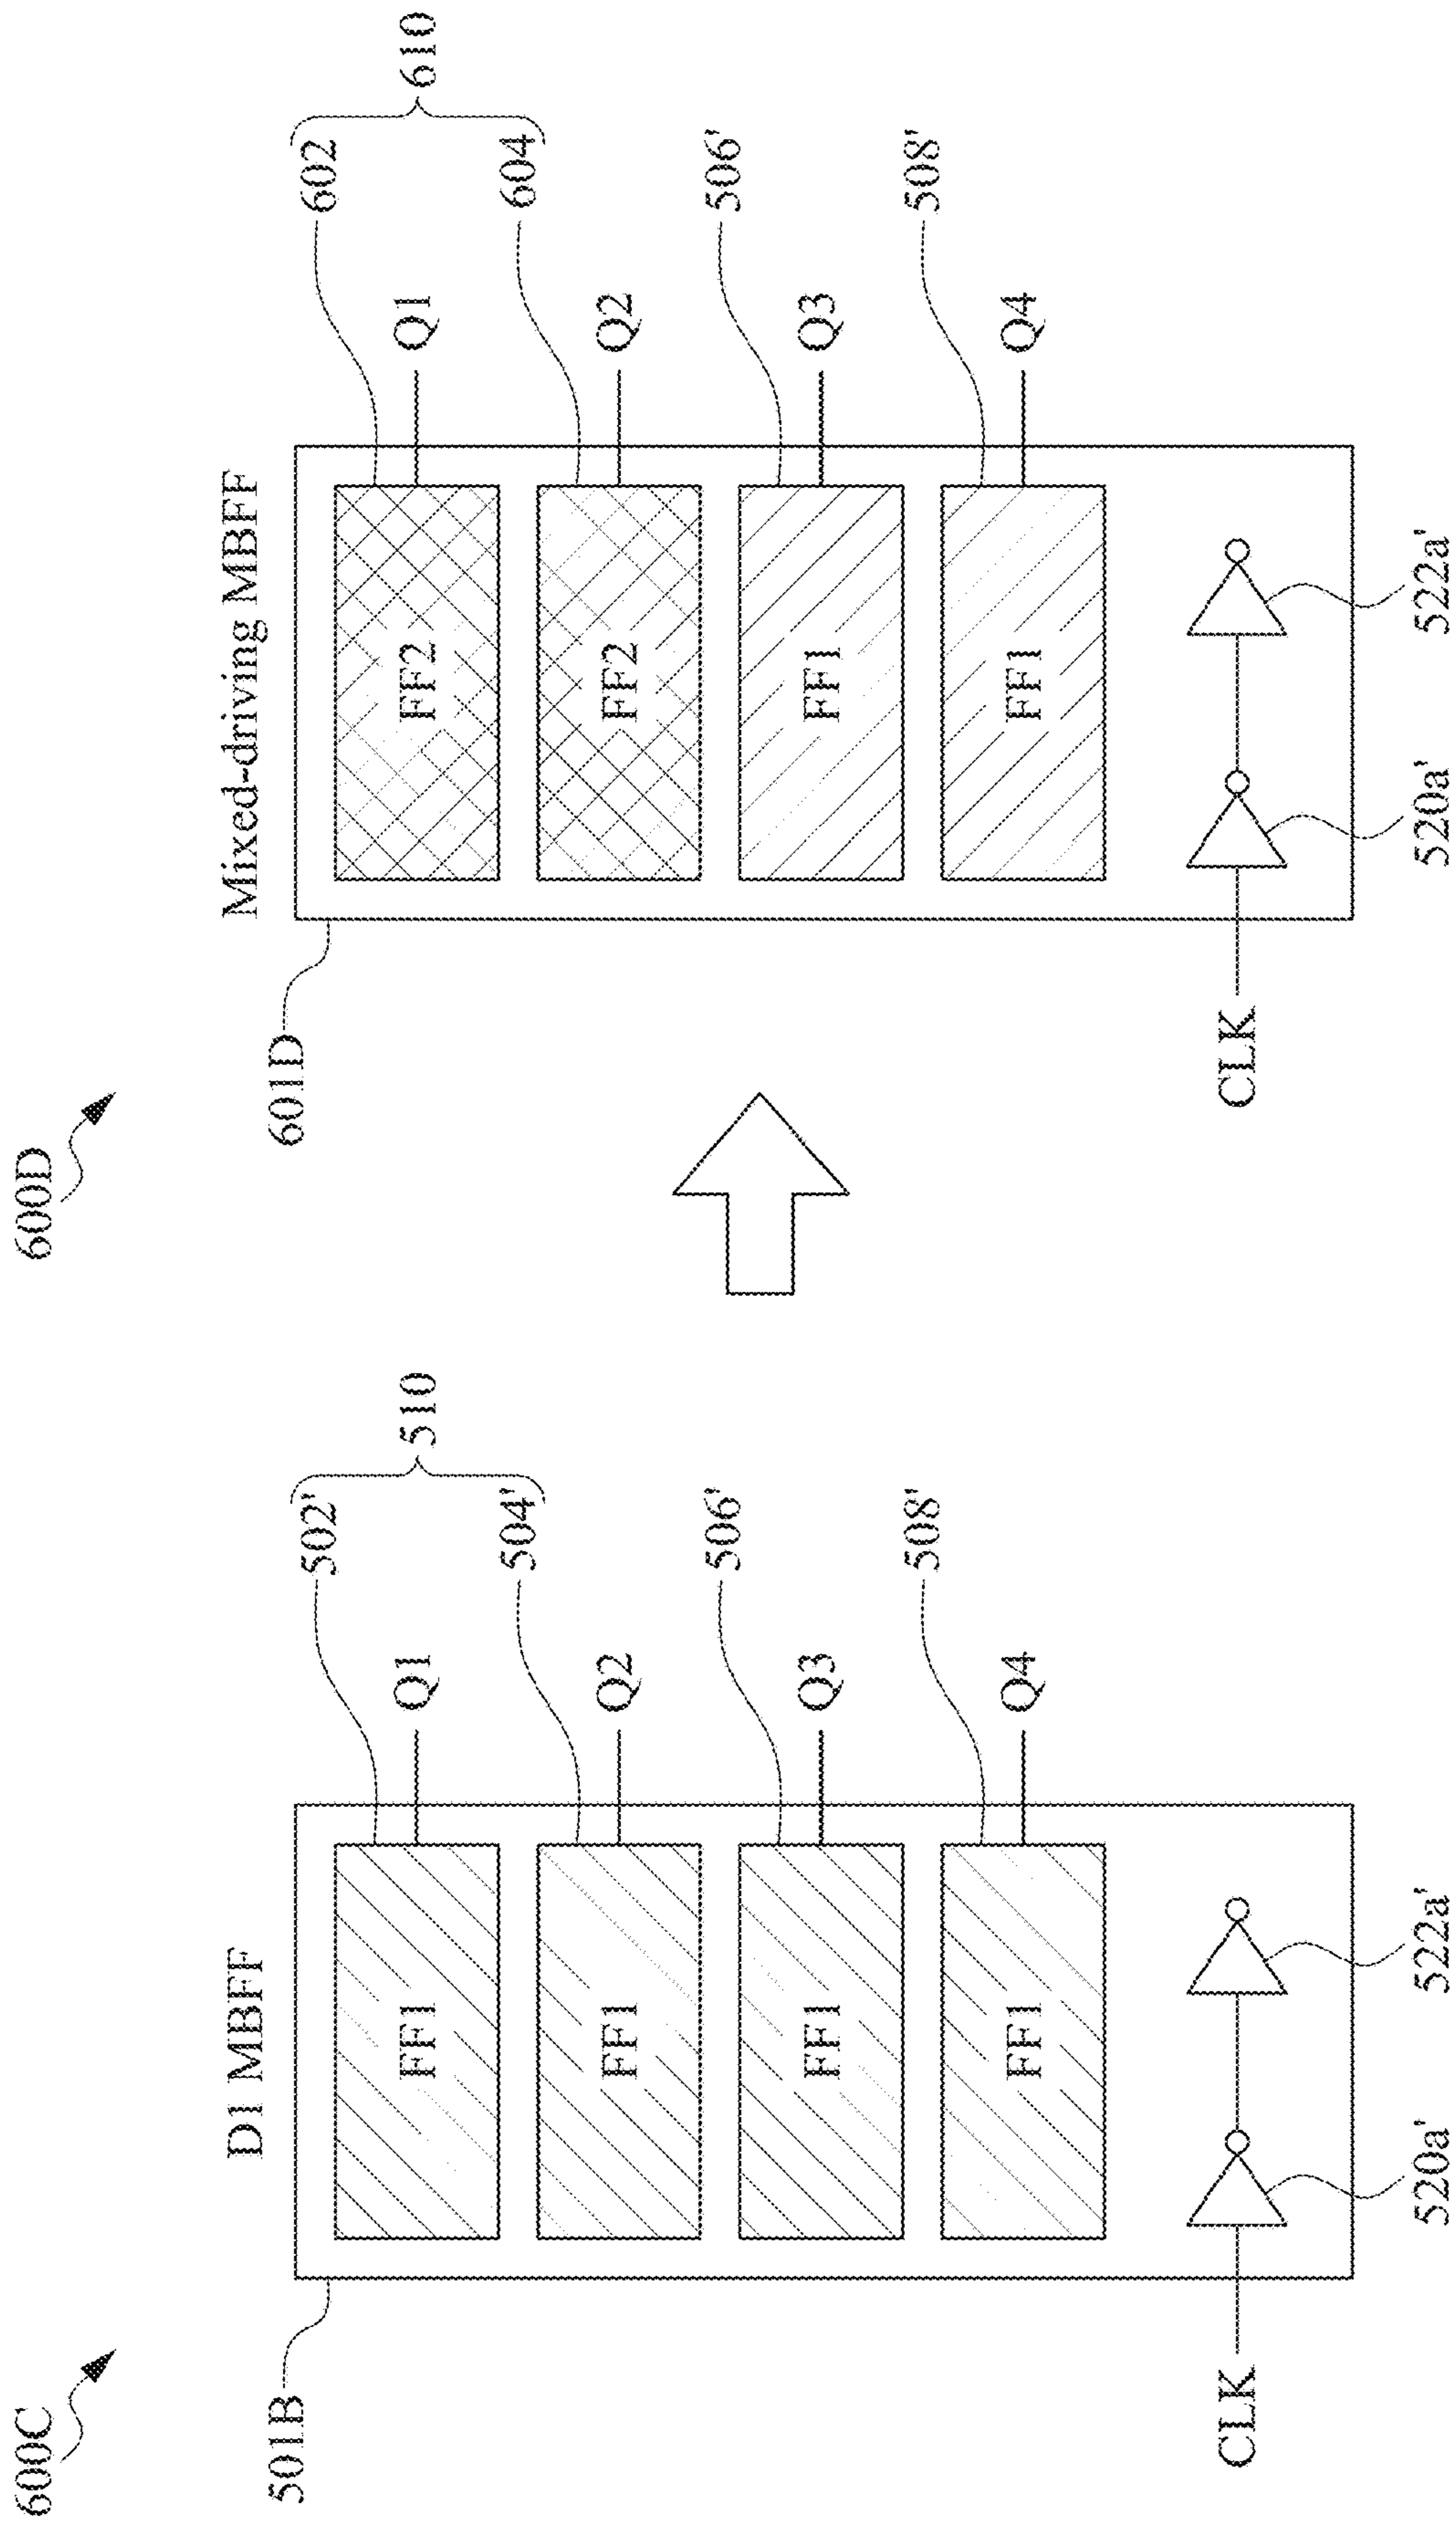 600C
D1 MBFF
501B
502'
504'
510
506'
508'
FF1
Q1
FF1
Q2
FF1
Q3
FF1
Q4
CLK
520a'
522a'
600D
Mixed-driving MBFF
601D
602
604
610
506'
508'
FF2
Q1
FF2
Q2
FF1
Q3
FF1
Q4
CLK
520a'
522a'